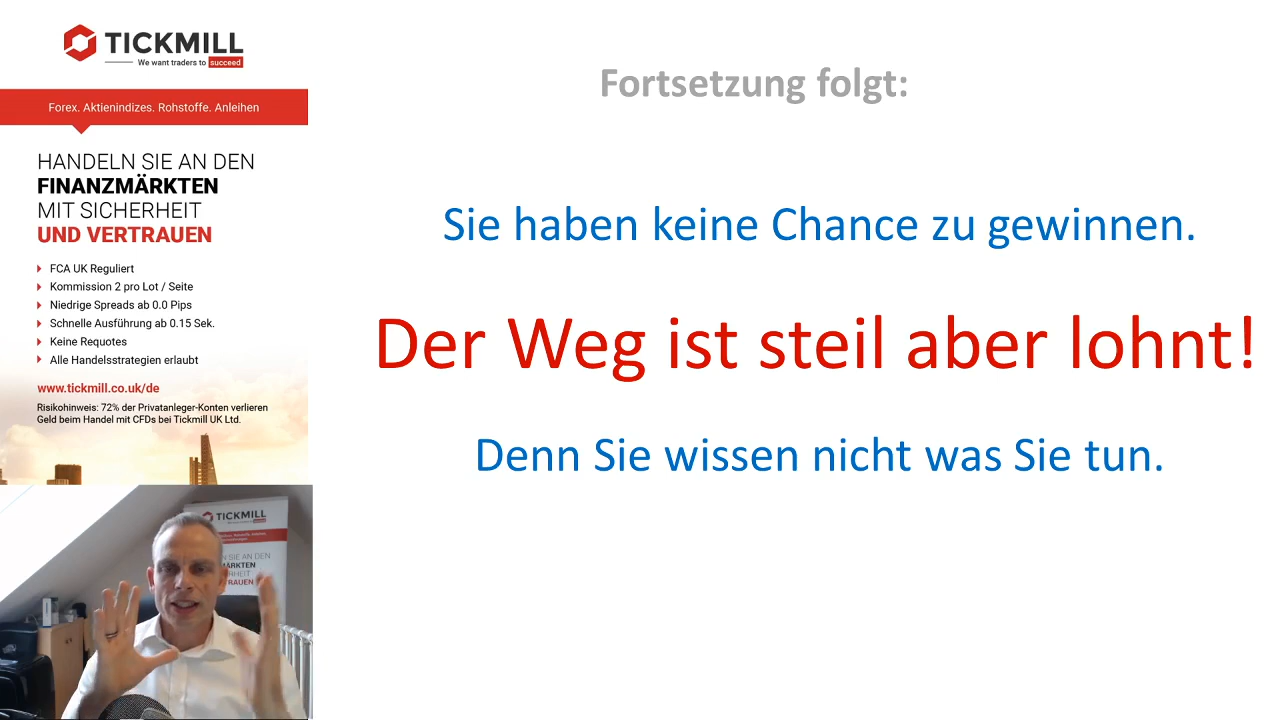 TICKMILL
We want traders to succeed
Forex. Aktienindizes. Rohstoffe. Anleihen
HANDELN SIE AN DEN
FINANZMÄRKTEN
MIT SICHERHEIT
UND VERTRAUEN
FCA UK Reguliert
Kommission 2 pro Lot / Seite
Niedrige Spreads ab 0.0 Pips
Schnelle Ausführung ab 0.15 Sek.
Keine Requotes
Alle Handelsstrategien erlaubt
www.tickmill.co.uk/de
Risikohinweis: 72% der Privatanleger-Konten verlieren
Geld beim Handel mit CFDs bei Tickmill UK Ltd.
TICKMILL
Fortsetzung folgt:
Sie haben keine Chance zu gewinnen.
Der Weg ist steil aber lohnt!
Denn Sie wissen nicht was Sie tun.